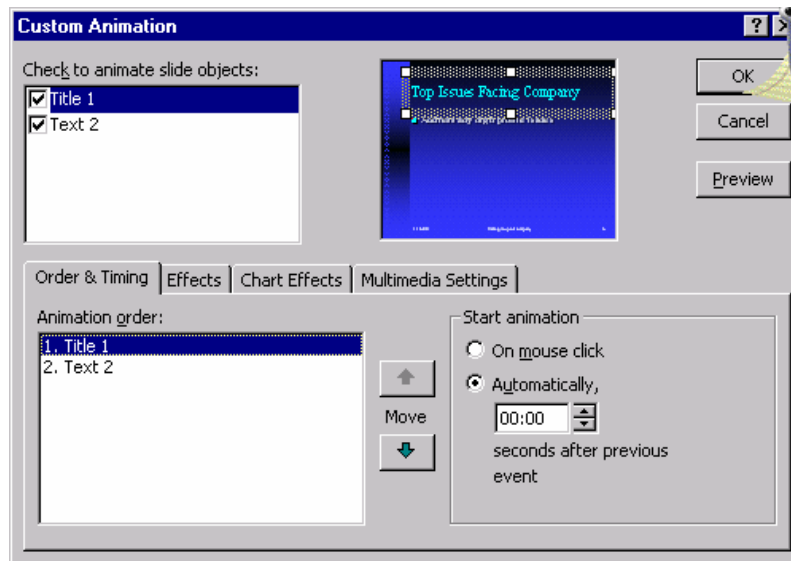 Custom Animation
Check to animate slide objects:
Title 1
Text 2
Top Issues Facing Company
OK
Cancel
Preview
Order & Timing Effects Chart Effects Multimedia Settings
Animation order:
1. Title 1
2. Text 2
Move
Start animation
On mouse click
Automatically,
00:00
seconds after previous
event